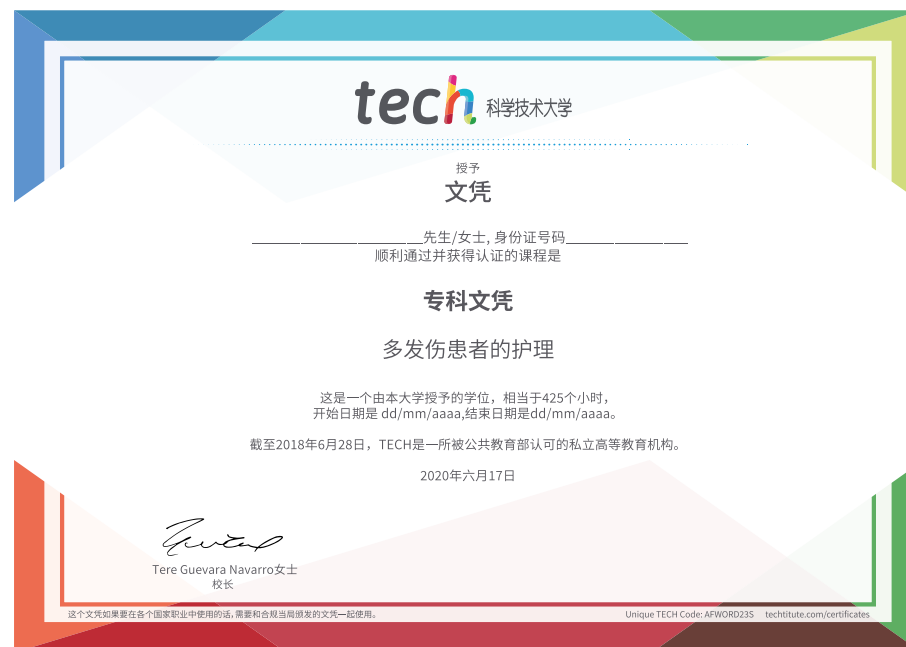 tech 科学技术大学
授予
文凭
________________________先生/女士, 身份证号码_________________
顺利通过并获得认证的课程是
专科文凭
多发伤患者的护理
这是一个由本大学授予的学位，相当于425个小时，
开始日期是 dd/mm/aaaa,结束日期是dd/mm/aaaa。
截至2018年6月28日，TECH是一所被公共教育部认可的私立高等教育机构。
2020年六月17日
Tere Guevara Navarro女士
校长
这个文凭如果要在各个国家职业中使用的话,需要和合规当局颁发的文凭一起使用。
Unique TECH Code: AFWORD23S techtitute.com/certificates